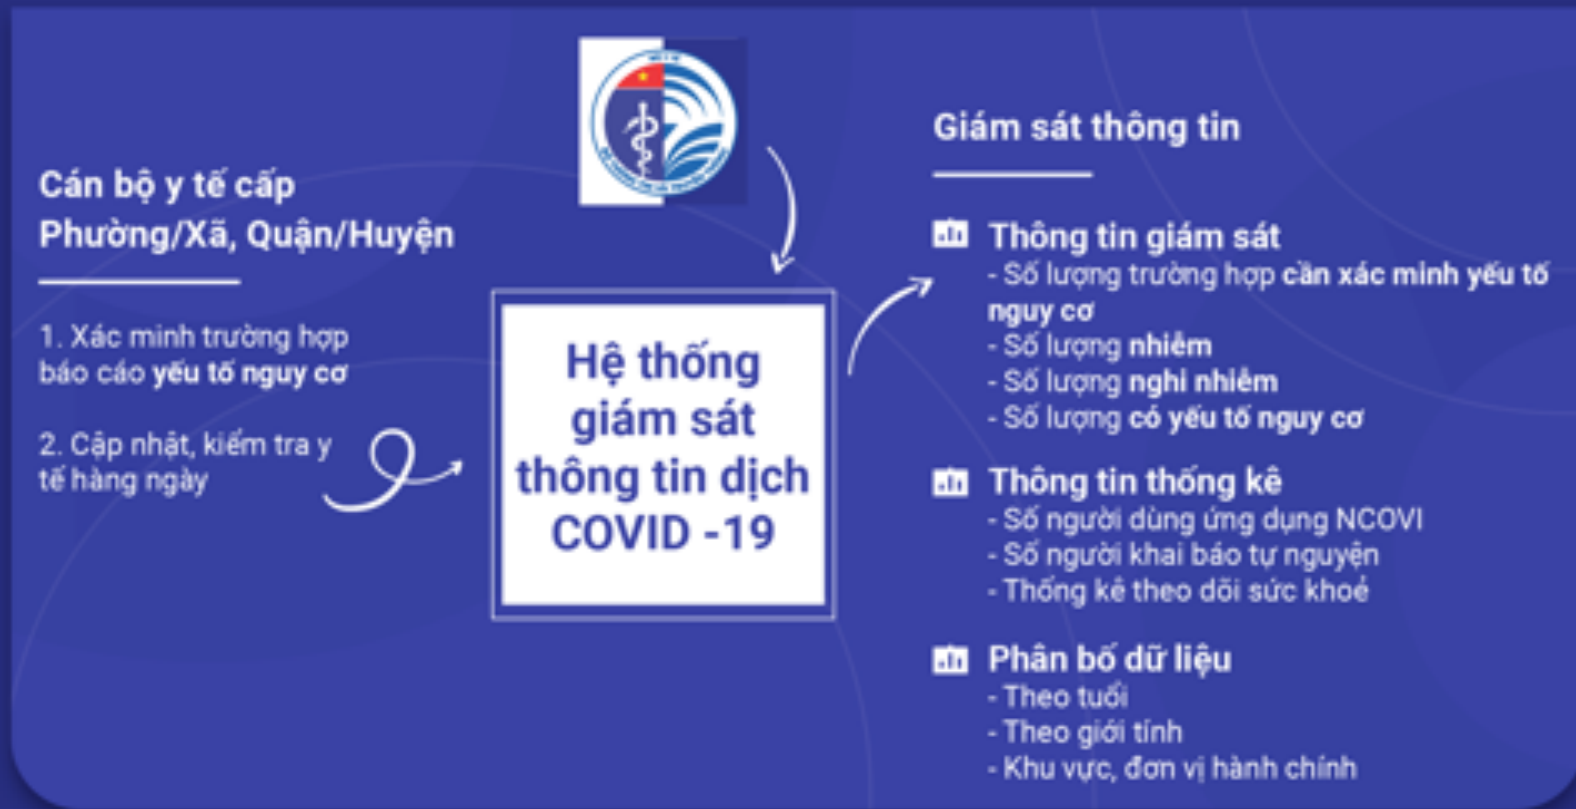 Cán bộ y tế cấp
Phường/Xã, Quận/Huyện
1. Xác minh trường hợp
báo cáo yếu tố nguy cơ
2. Cập nhật, kiểm tra y
tế hàng ngày
Hệ thống
giám sát
thông tin dịch
COVID -19
Giám sát thông tin
Thông tin giám sát
- Số lượng trường hợp cần xác minh yếu tố
nguy cơ
- Số lượng nhiễm
- Số lượng nghi nhiễm
- Số lượng có yếu tố nguy cơ
Thông tin thống kê
- Số người dùng ứng dụng NCOVI
- Số người khai báo tự nguyện
- Thống kê theo dõi sức khoẻ
Phân bố dữ liệu
- Theo tuổi
- Theo giới tính
- Khu vực, đơn vị hành chính